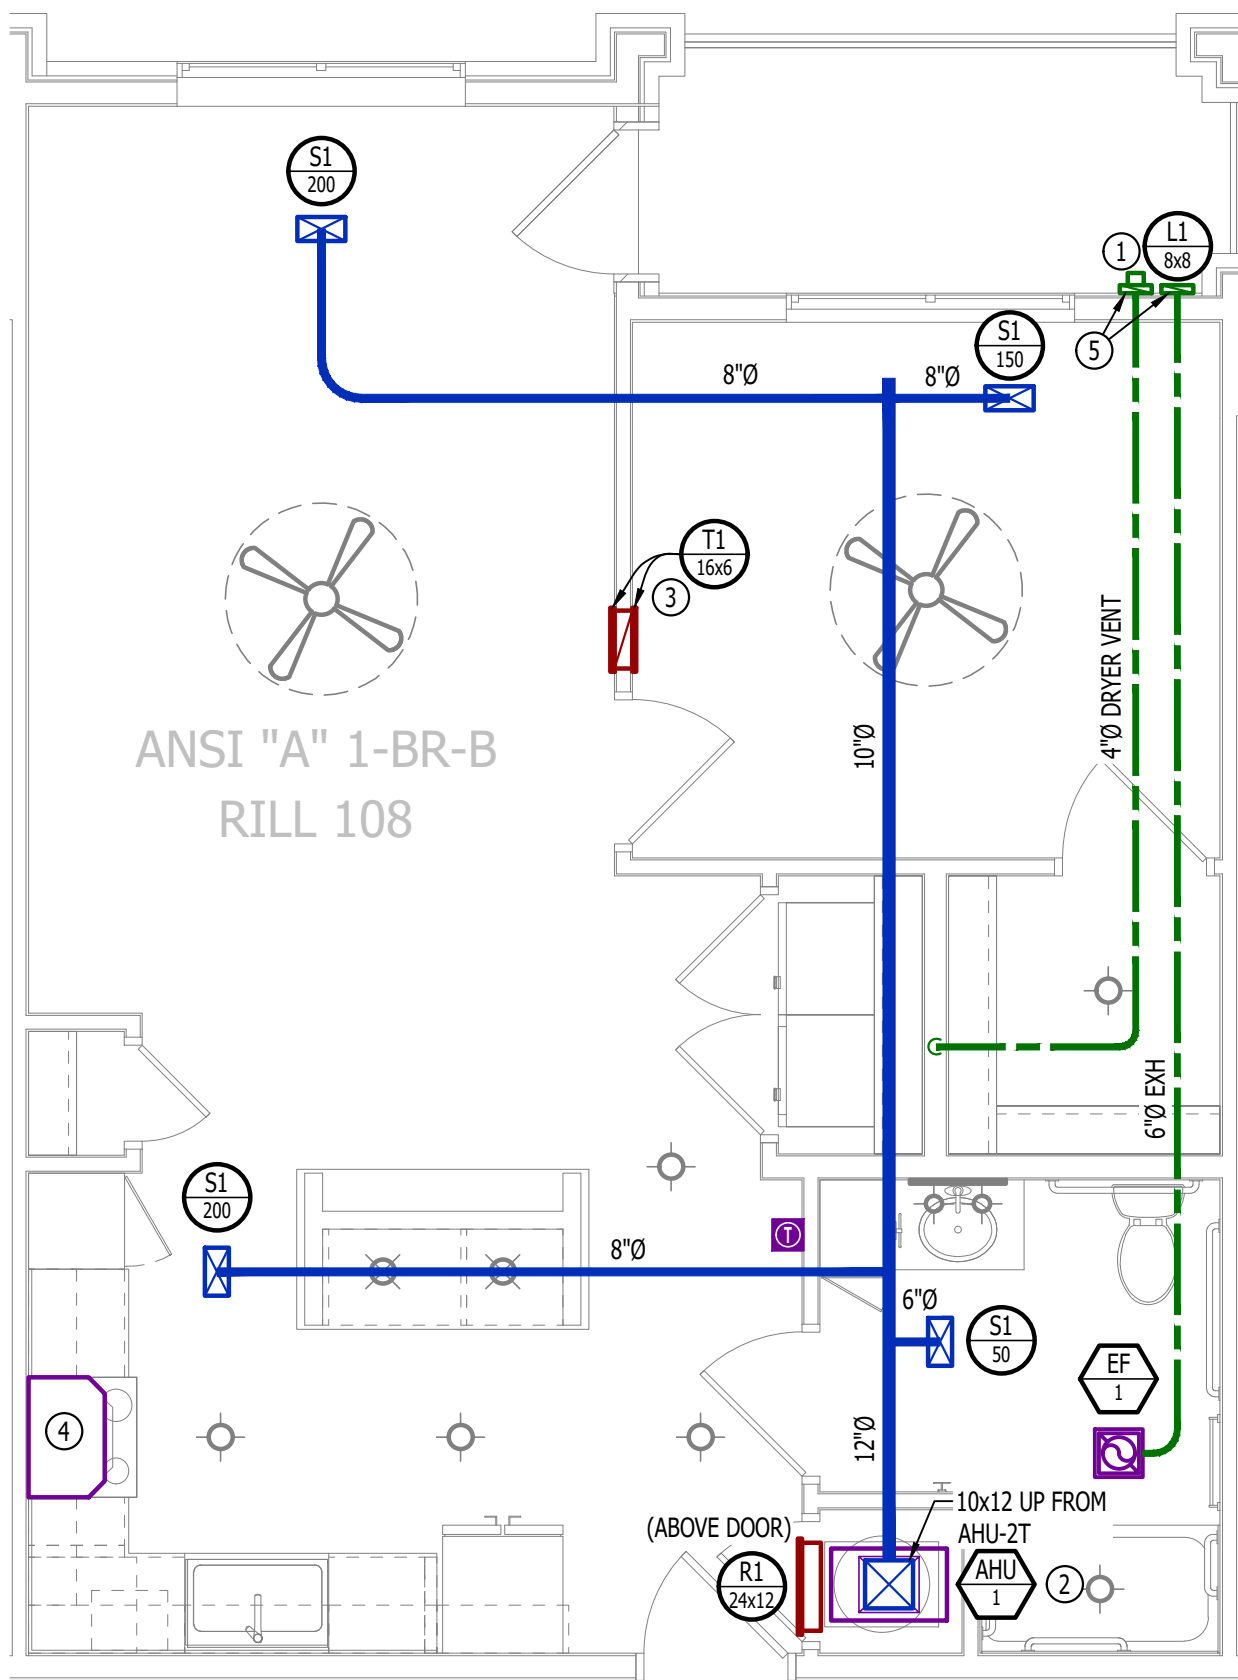 S1
200
1
L1
8x8
S1
150
5
8"Ø
8"Ø
T1
16x6
3
4"Ø DRYER VENT
ANSI "A" 1-BR-B
RILL 108
10"Ø
6"Ø EXH
S1
200
T
8"Ø
6"Ø
S1
50
EF
1
4
12"Ø
10x12 UP FROM
AHU-2T
(ABOVE DOOR)
R1
24x12
AHU
1
2